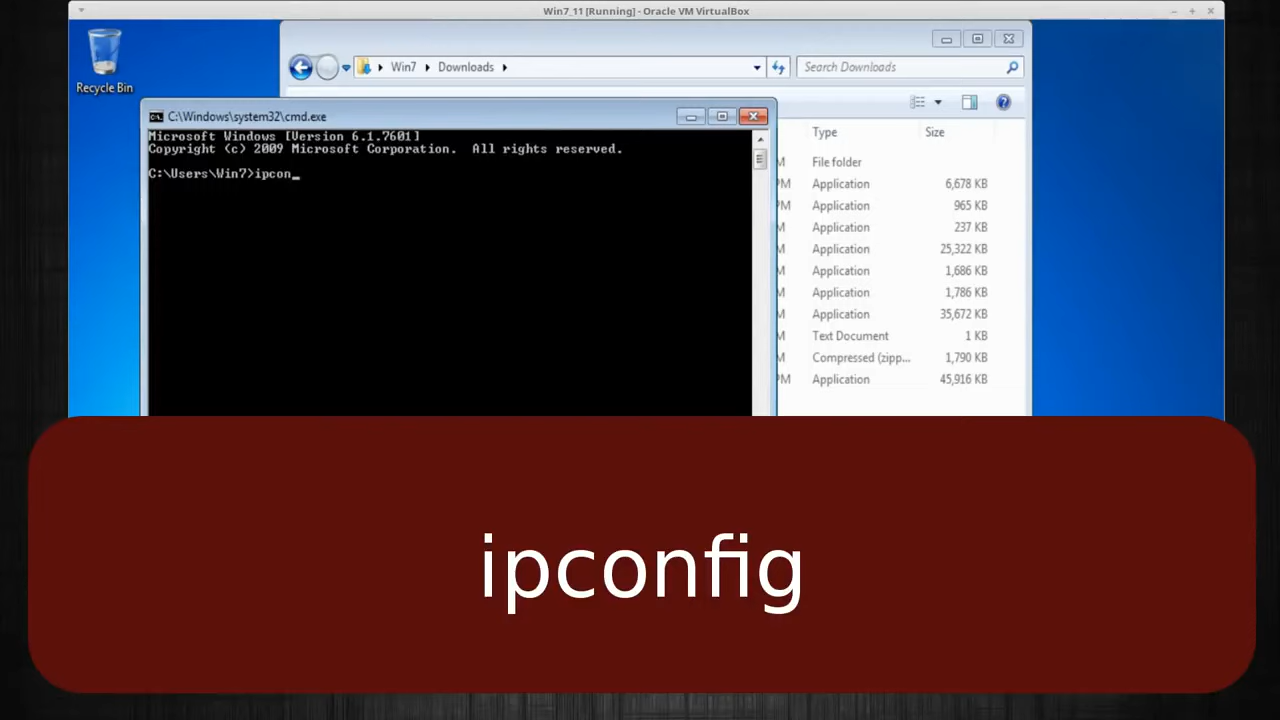 Win7_11 [Running] - Oracle VM VirtualBox
Recycle Bin
Win7 Downloads
Search Downloads
C:\Windows\system32\cmd.exe
Microsoft Windows [Version 6.1.7601]
Copyright (c) 2009 Microsoft Corporation. All rights reserved.
C:\Users\Win7>ipcon_
Type Size
M File folder
PM Application 6,678 KB
PM Application 965 KB
M Application 237 KB
M Application 25,322 KB
M Application 1,686 KB
M Application 1,786 KB
M Application 35,672 KB
M Text Document 1 KB
M Compressed (zipp... 1,790 KB
PM Application 45,916 KB
ipconfig